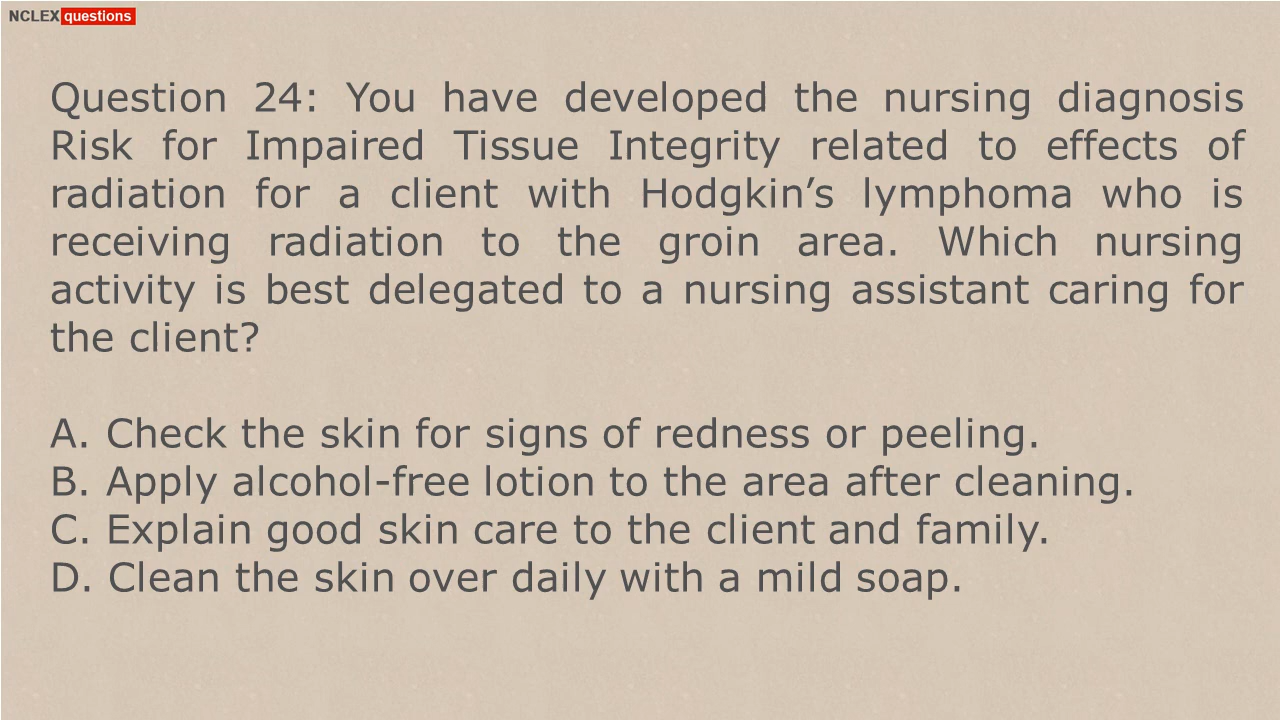 NCLEX questions
Question 24: You have developed the nursing diagnosis
Risk for Impaired Tissue Integrity related to effects of
radiation for a client with Hodgkin’s lymphoma who is
receiving radiation to the groin area. Which nursing
activity is best delegated to a nursing assistant caring for
the client?
A. Check the skin for signs of redness or peeling.
B. Apply alcohol-free lotion to the area after cleaning.
C. Explain good skin care to the client and family.
D. Clean the skin over daily with a mild soap.